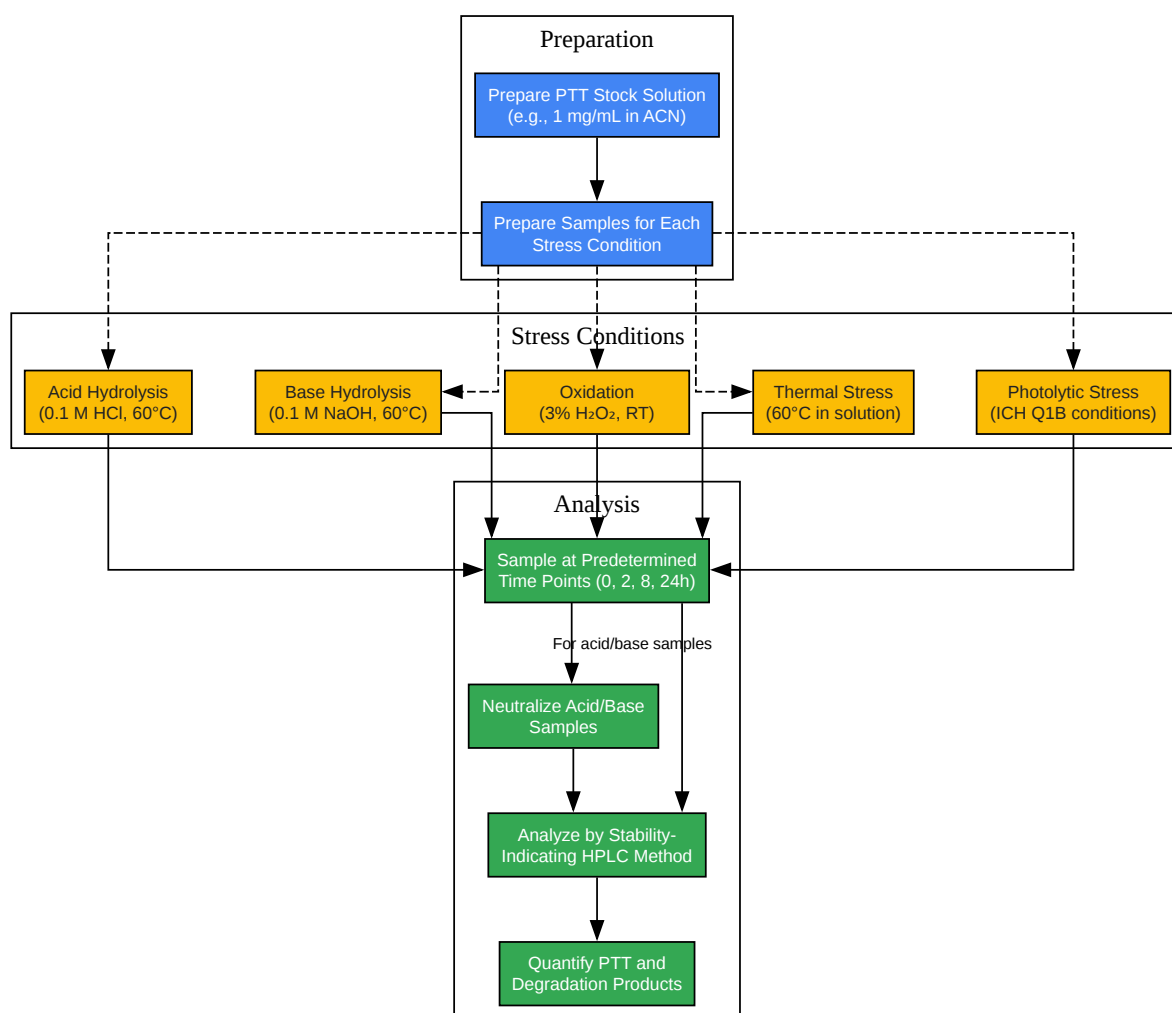 Preparation
Prepare PTT Stock Solution
(e.g., 1 mg/mL in ACN)
Prepare Samples for Each
Stress Condition
Stress Conditions
Acid Hydrolysis
(0.1 M HCl, 60°C)
Base Hydrolysis
(0.1 M NaOH, 60°C)
Oxidation
(3% H₂O₂, RT)
Thermal Stress
(60°C in solution)
Photolytic Stress
(ICH Q1B conditions)
Analysis
Sample at Predetermined
Time Points (0, 2, 8, 24h)
For acid/base samples
Neutralize Acid/Base
Samples
Analyze by Stability-
Indicating HPLC Method
Quantify PTT and
Degradation Products